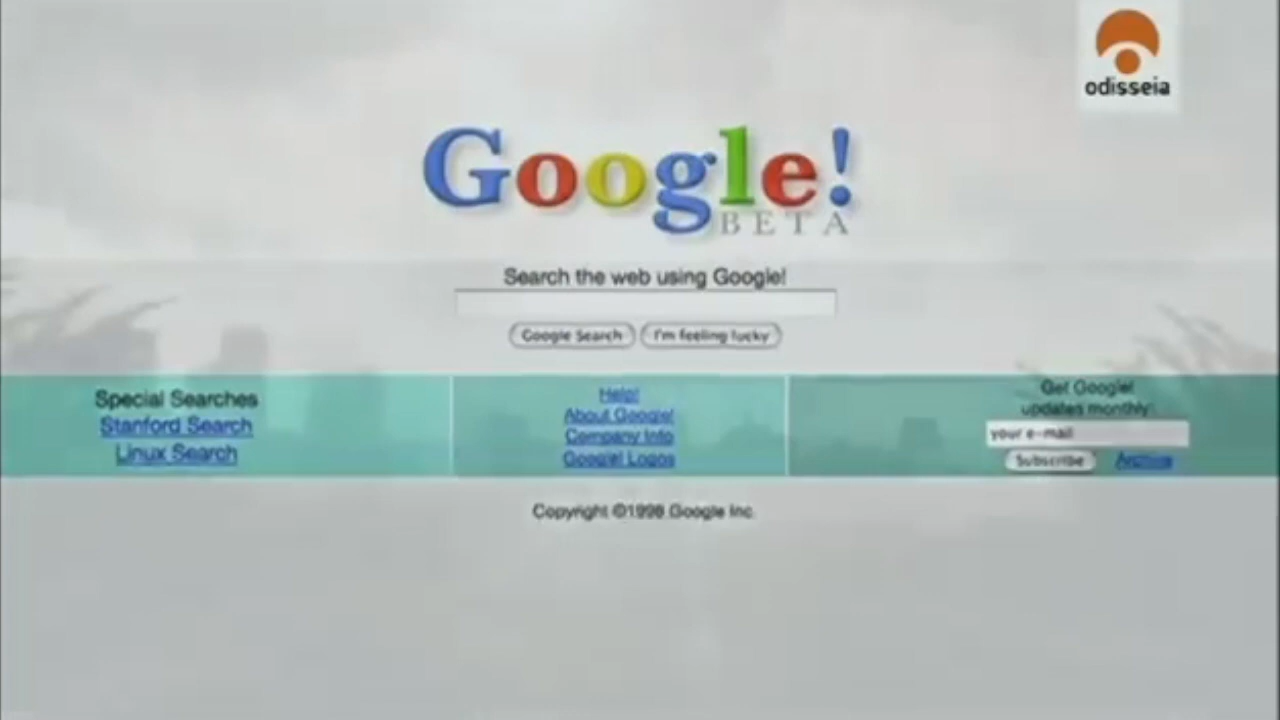 odisseia
Google!
BETA
Search the web using Google!
Google Search
I'm feeling lucky
Special Searches
Stanford Search
Linux Search
Help!
About Google!
Company Info
Google! Logos
Get Google!
updates monthly!
your e-mail
Subscribe
Archive
Copyright ©1998 Google Inc.